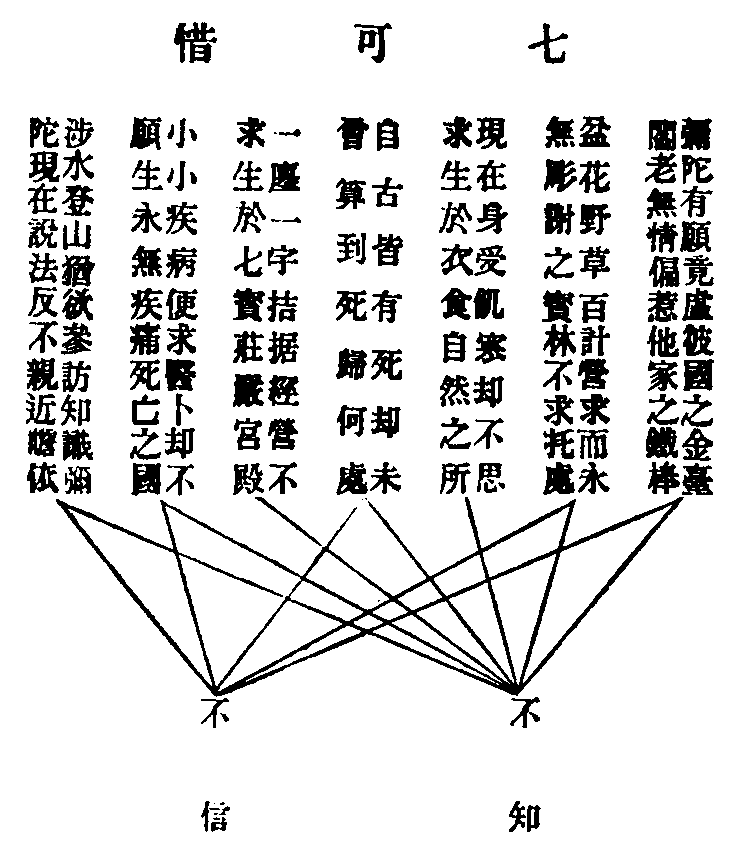 七可惜
彌陀有願竟虛彼國之金臺
閻老無情偏惹他家之鐵棒
盆花野草百計營求而永
無彫謝之寳林不求托處
現在身受飢寒却不思
求生於衣食自然之所
自古皆有死却未
曾算到死歸何處
一塵一字拮据經營不
求生於七寳莊嚴宮殿
小小疾病便求醫卜却不
願生永無疾痛死亡之國
涉水登山猶欲參訪知識彌
陀現在說法反不親近瞻依
不知
不信